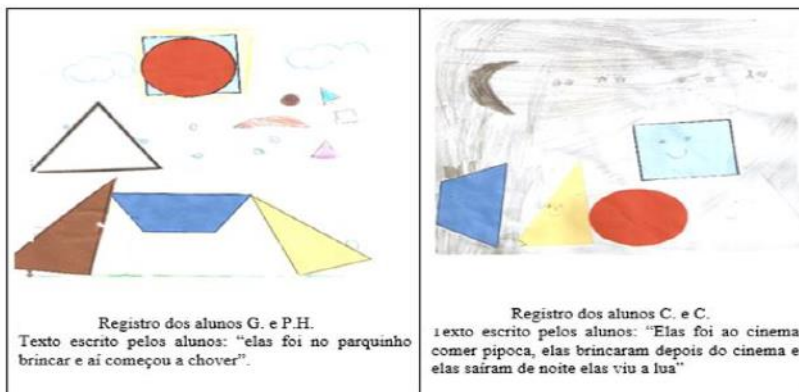 Registro dos alunos G. e P.H.
Texto escrito pelos alunos: “elas foi no parquinho
brincar e aí começou a chover”.
Registro dos alunos C. e C.
Texto escrito pelos alunos: “Elas foi ao cinema
comer pipoca, elas brincaram depois do cinema e
elas saíram de noite elas viu a lua”